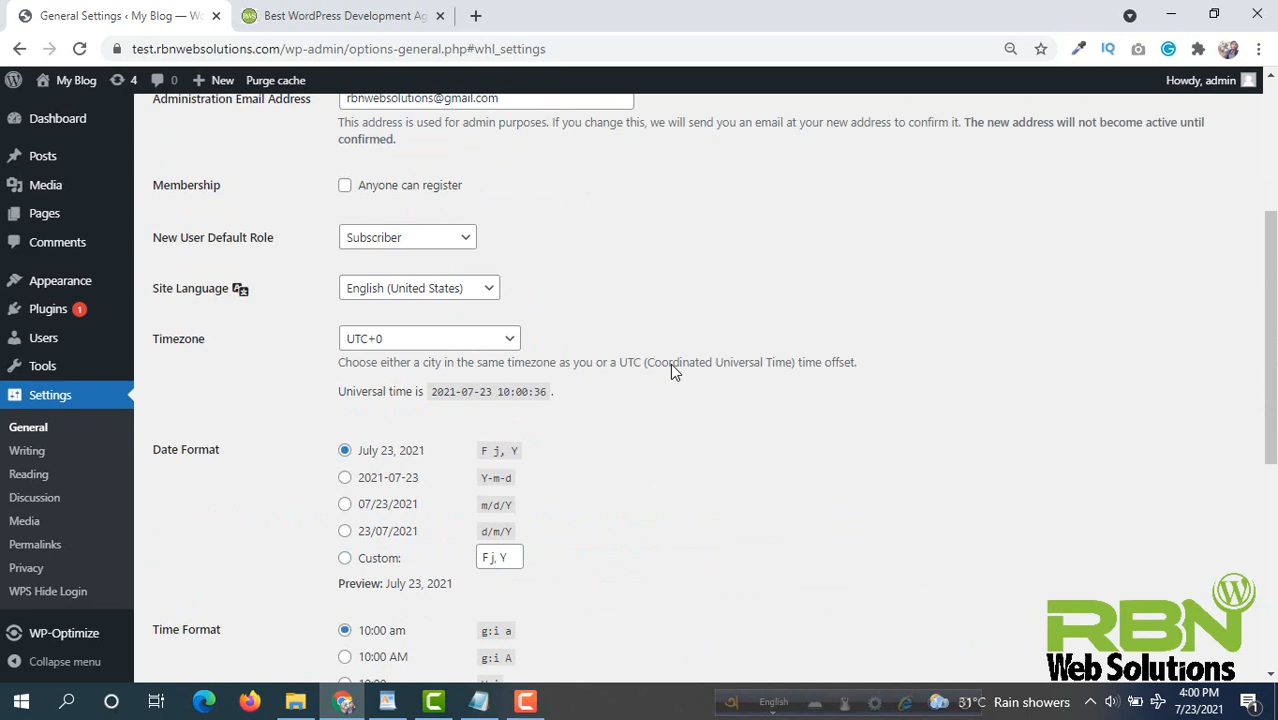 General Settings ‹ My Blog — Wo
Best WordPress Development Ag
test.rbnwebsolutions.com/wp-admin/options-general.php#whl_settings
My Blog 4 0 New Purge cache Howdy, admin
Administration Email Address rbnwebsolutions@gmail.com
This address is used for admin purposes. If you change this, we will send you an email at your new address to confirm it. The new address will not become active until
confirmed.
Dashboard
Posts
Media
Pages
Comments
Appearance
Plugins 1
Users
Tools
Settings
General
Writing
Reading
Discussion
Media
Permalinks
Privacy
WPS Hide Login
WP-Optimize
Collapse menu
Membership Anyone can register
New User Default Role Subscriber
Site Language English (United States)
Timezone UTC+0
Choose either a city in the same timezone as you or a UTC (Coordinated Universal Time) time offset.
Universal time is 2021-07-23 10:00:36 .
Date Format July 23, 2021 F j, Y
2021-07-23 Y-m-d
07/23/2021 m/d/Y
23/07/2021 d/m/Y
Custom: F j, Y
Preview: July 23, 2021
Time Format 10:00 am g:i a
10:00 AM g:i A
RBN
Web Solutions
English
31°C Rain showers
4:00 PM
7/23/2021
1